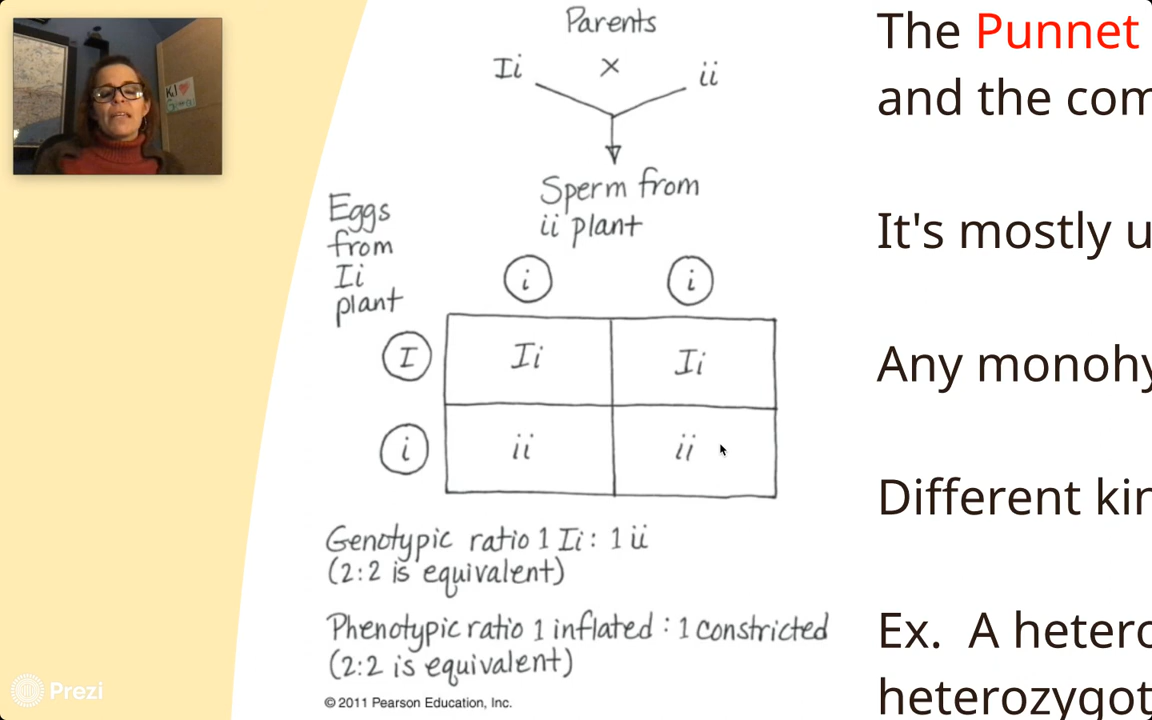 Parents
Ii × ii
Sperm from
ii plant
Eggs
from
Ii
plant
i i
I Ii Ii
i ii ii
Genotypic ratio 1 Ii : 1 ii
(2:2 is equivalent)
Phenotypic ratio 1 inflated : 1 constricted
(2:2 is equivalent)
© 2011 Pearson Education, Inc.
The Punnet
and the com
It's mostly u
Any monohy
Different kin
Ex. A hetero
heterozygot
Prezi